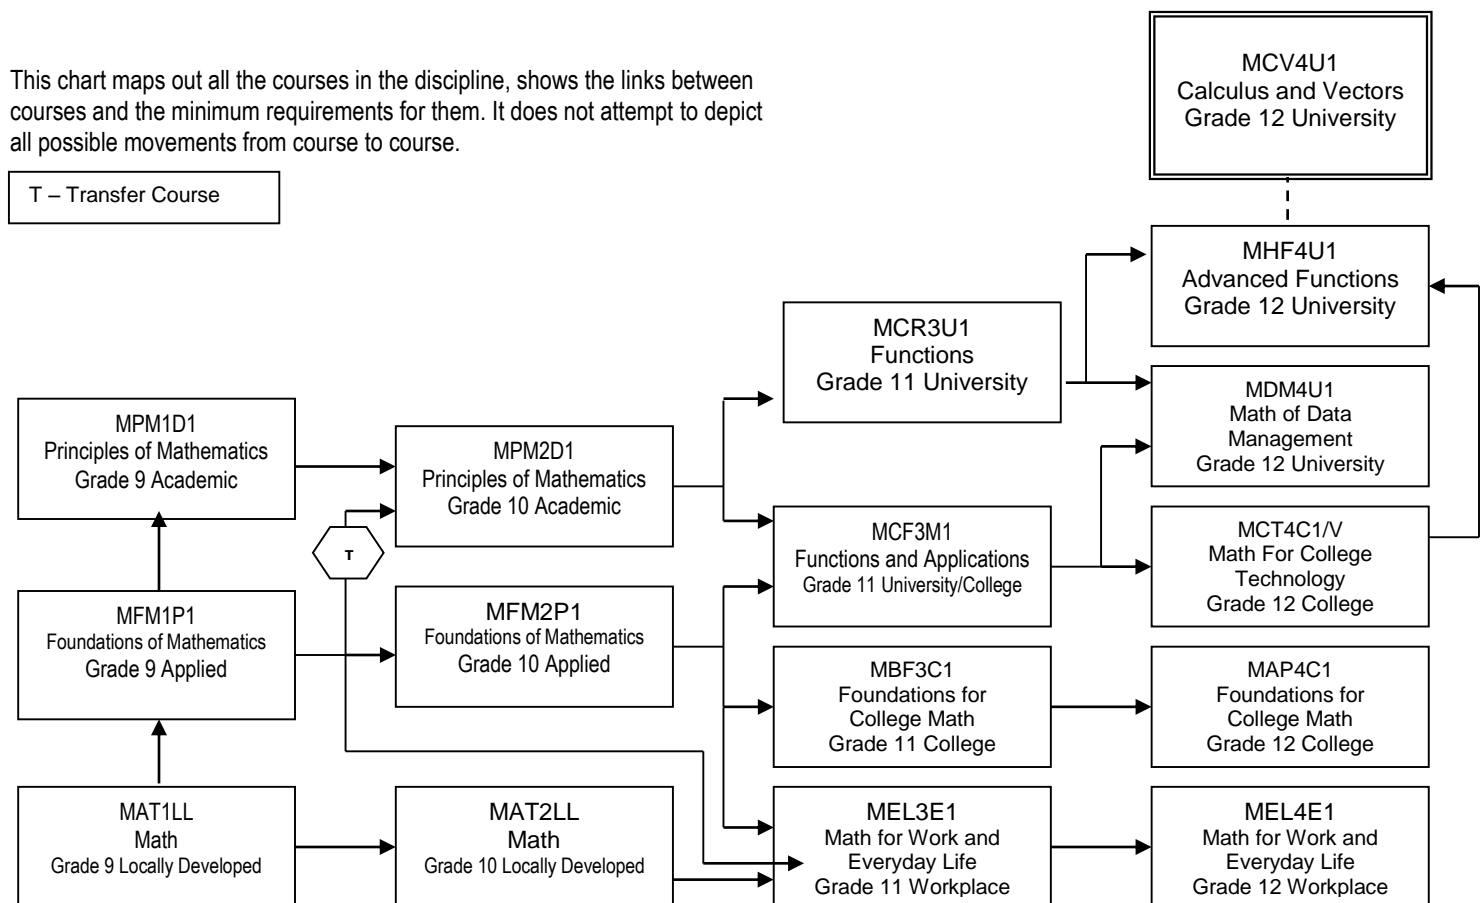 This chart maps out all the courses in the discipline, shows the links between
courses and the minimum requirements for them. It does not attempt to depict
all possible movements from course to course.
T – Transfer Course
MCV4U1
Calculus and Vectors
Grade 12 University
MHF4U1
Advanced Functions
Grade 12 University
MCR3U1
Functions
Grade 11 University
MDM4U1
Math of Data
Management
Grade 12 University
MPM1D1
Principles of Mathematics
Grade 9 Academic
MPM2D1
Principles of Mathematics
Grade 10 Academic
T
MCF3M1
Functions and Applications
Grade 11 University/College
MCT4C1/V
Math For College
Technology
Grade 12 College
MFM1P1
Foundations of Mathematics
Grade 9 Applied
MFM2P1
Foundations of Mathematics
Grade 10 Applied
MBF3C1
Foundations for
College Math
Grade 11 College
MAP4C1
Foundations for
College Math
Grade 12 College
MAT1LL
Math
Grade 9 Locally Developed
MAT2LL
Math
Grade 10 Locally Developed
MEL3E1
Math for Work and
Everyday Life
Grade 11 Workplace
MEL4E1
Math for Work and
Everyday Life
Grade 12 Workplace